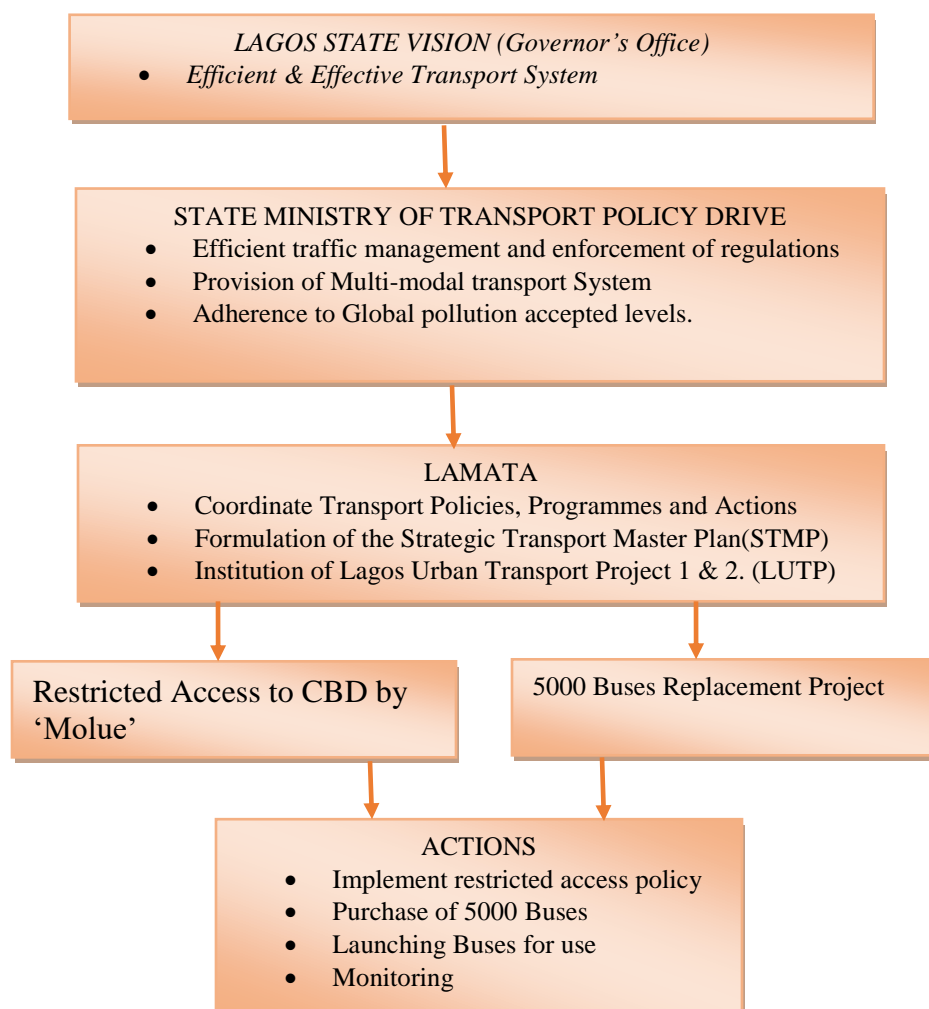 LAGOS STATE VISION (Governor’s Office)
• Efficient & Effective Transport System
STATE MINISTRY OF TRANSPORT POLICY DRIVE
• Efficient traffic management and enforcement of regulations
• Provision of Multi-modal transport System
• Adherence to Global pollution accepted levels.
LAMATA
• Coordinate Transport Policies, Programmes and Actions
• Formulation of the Strategic Transport Master Plan(STMP)
• Institution of Lagos Urban Transport Project 1 & 2. (LUTP)
Restricted Access to CBD by
‘Molue’
5000 Buses Replacement Project
ACTIONS
• Implement restricted access policy
• Purchase of 5000 Buses
• Launching Buses for use
• Monitoring